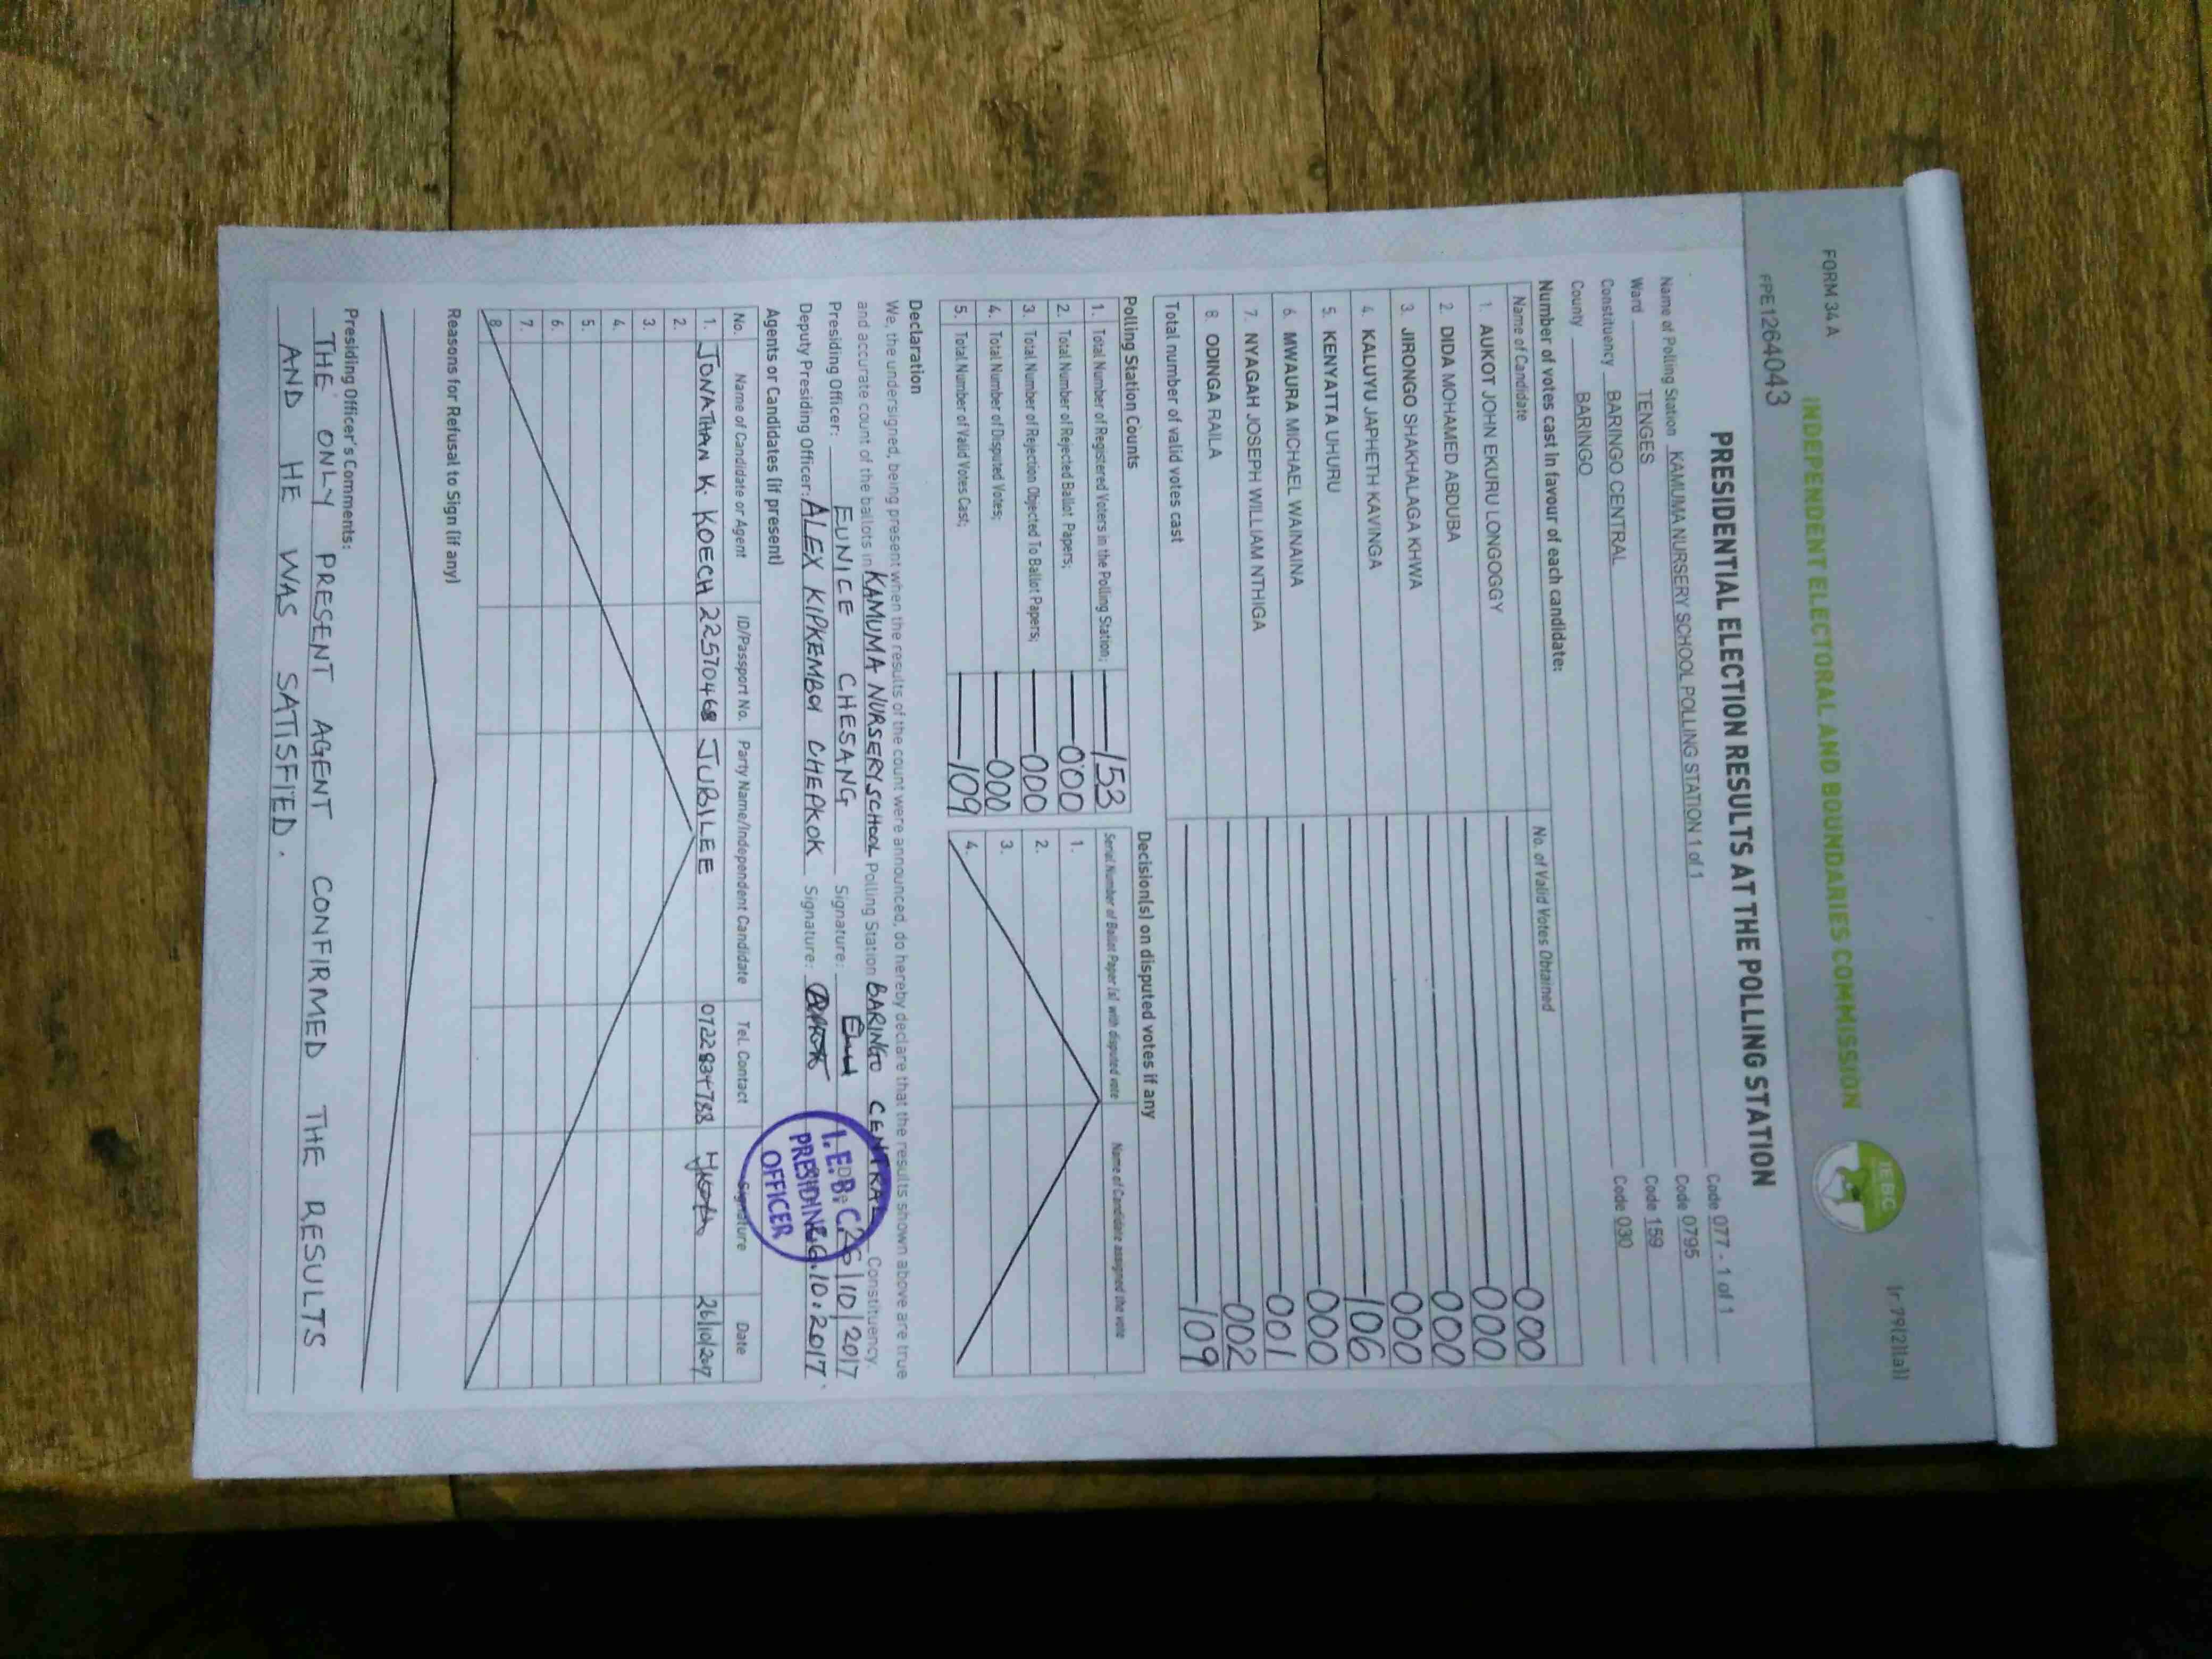 FORM 34 A
INDEPENDENT ELECTORAL AND BOUNDARIES COMMISSION
IEBC
(r 79(2)(a))
PPE1264043
PRESIDENTIAL ELECTION RESULTS AT THE POLLING STATION
Name of Polling Station KAMUMA NURSERY SCHOOL POLLING STATION 1 of 1 Code 077 - 1 of 1
Ward TENGES Code 0795
Constituency BARINGO CENTRAL Code 159
County BARINGO Code 030
Number of votes cast in favour of each candidate:
Name of Candidate No. of Valid Votes Obtained
1. AUKOT JOHN EKURU LONGOGGY 000
2. DIDA MOHAMED ABDUBA 000
3. JIRONGO SHAKHALAGA KHWA 000
4. KALUYU JAPHETH KAVINGA 000
5. KENYATTA UHURU 106
6. MWAURA MICHAEL WAINAINA 000
7. NYAGAH JOSEPH WILLIAM NTHIGA 001
8. ODINGA RAILA 002
Total number of valid votes cast 109
Polling Station Counts
1. Total Number of Registered Voters in the Polling Station; 153
2. Total Number of Rejected Ballot Papers; 000
3. Total Number of Rejection Objected To Ballot Papers; 000
4. Total Number of Disputed Votes; 000
5. Total Number of Valid Votes Cast; 109
Decision(s) on disputed votes if any
Serial Number of Ballot Paper (s) with disputed vote Name of Candidate assigned the vote
1.
2.
3.
4.
Declaration
We, the undersigned, being present when the results of the count were announced, do hereby declare that the results shown above are true
and accurate count of the ballots in KAMUMA NURSERY SCHOOL Polling Station BARINGO CENTRAL Constituency.
Presiding Officer: EUNICE CHESANG Signature: 26/10/2017
Deputy Presiding Officer: ALEX KIPKEMBOI CHEPKOK Signature: 26.10.2017
I.E.B.C.
PRESIDING
OFFICER
Agents or Candidates (if present)
No. Name of Candidate or Agent ID/Passport No. Party Name/Independent Candidate Tel. Contact Signature Date
1. JONATHAN K. KOECH 22570468 JUBILEE 0722834788 26/10/2017
2.
3.
4.
5.
6.
7.
8.
Reasons for Refusal to Sign (if any)
Presiding Officer's Comments:
THE ONLY PRESENT AGENT CONFIRMED THE RESULTS
AND HE WAS SATISFIED.